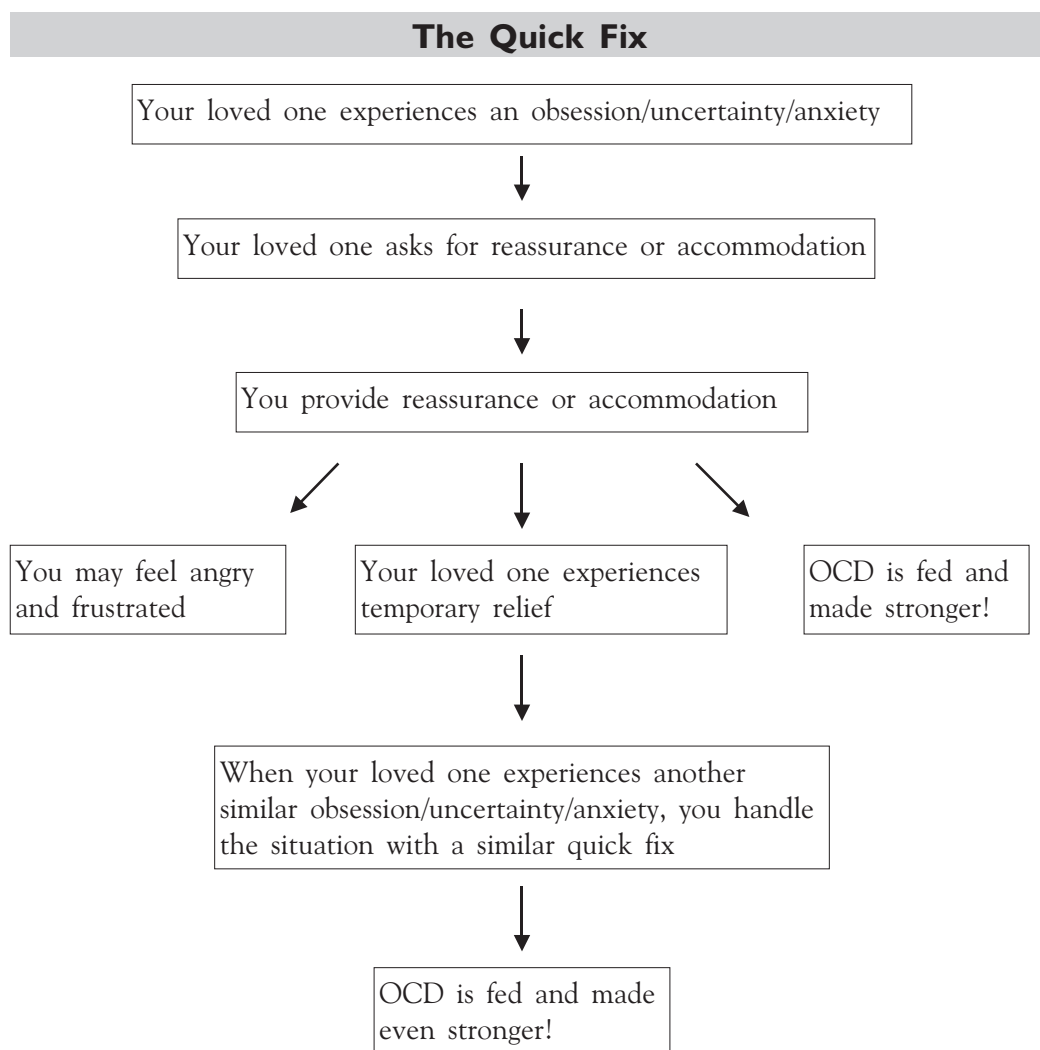 The Quick Fix
Your loved one experiences an obsession/uncertainty/anxiety
Your loved one asks for reassurance or accommodation
You provide reassurance or accommodation
You may feel angry
and frustrated
Your loved one experiences
temporary relief
OCD is fed and
made stronger!
When your loved one experiences another
similar obsession/uncertainty/anxiety, you handle
the situation with a similar quick fix
OCD is fed and made
even stronger!